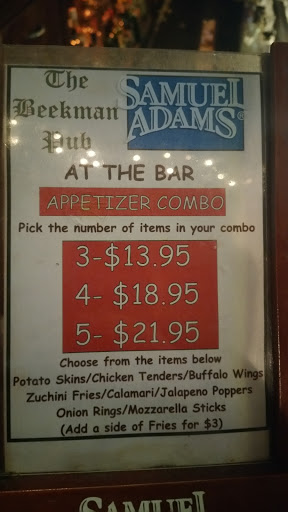 The
Beekman
Pub
SAMUEL
ADAMS®
AT THE BAR
APPETIZER COMBO
Pick the number of items in your combo
3-$13.95
4- $18.95
5- $21.95
Choose from the items below
Potato Skins/Chicken Tenders/Buffalo Wings
Zuchini Fries/Calamari/Jalapeno Poppers
Onion Rings/Mozzarella Sticks
(Add a side of Fries for $3)
SAMUEL